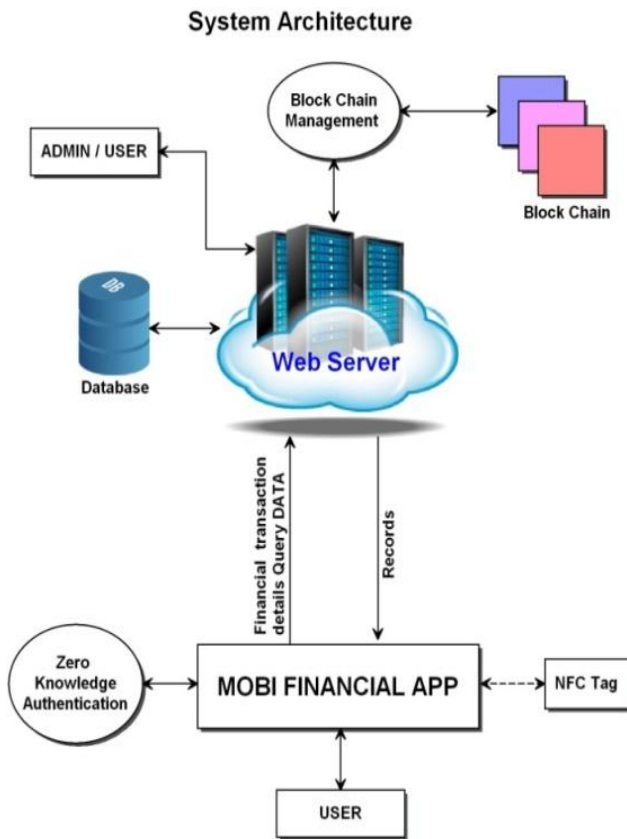 System Architecture
Block Chain
Management
ADMIN / USER
Block Chain
DB
Web Server
Database
Financial transaction
details Query DATA
Records
Zero
Knowledge
Authentication
MOBI FINANCIAL APP
NFC Tag
USER